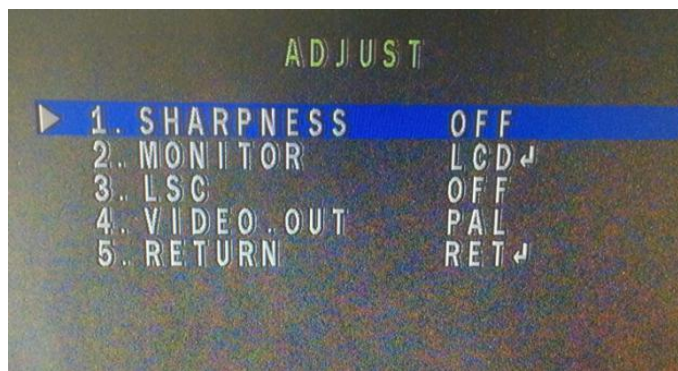 ADJUST
1. SHARPNESS OFF
2. MONITOR LCD↲
3. LSC OFF
4. VIDEO.OUT PAL
5. RETURN RET↲